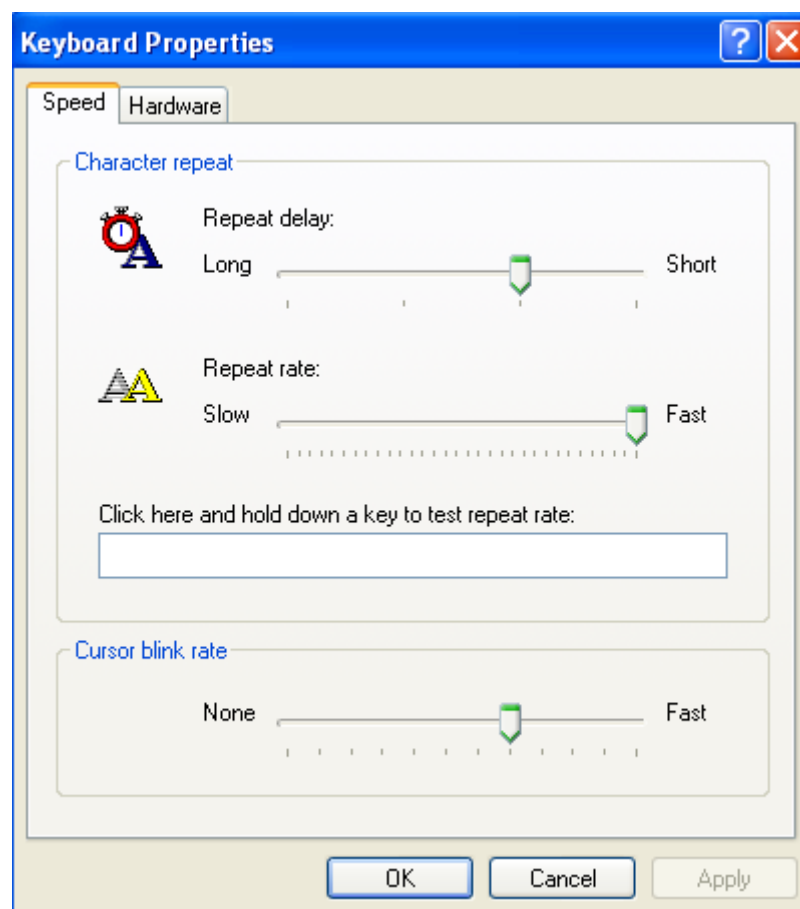 Keyboard Properties
Speed Hardware
Character repeat
Repeat delay:
Long Short
Repeat rate:
Slow Fast
Click here and hold down a key to test repeat rate:
Cursor blink rate
None Fast
OK Cancel Apply